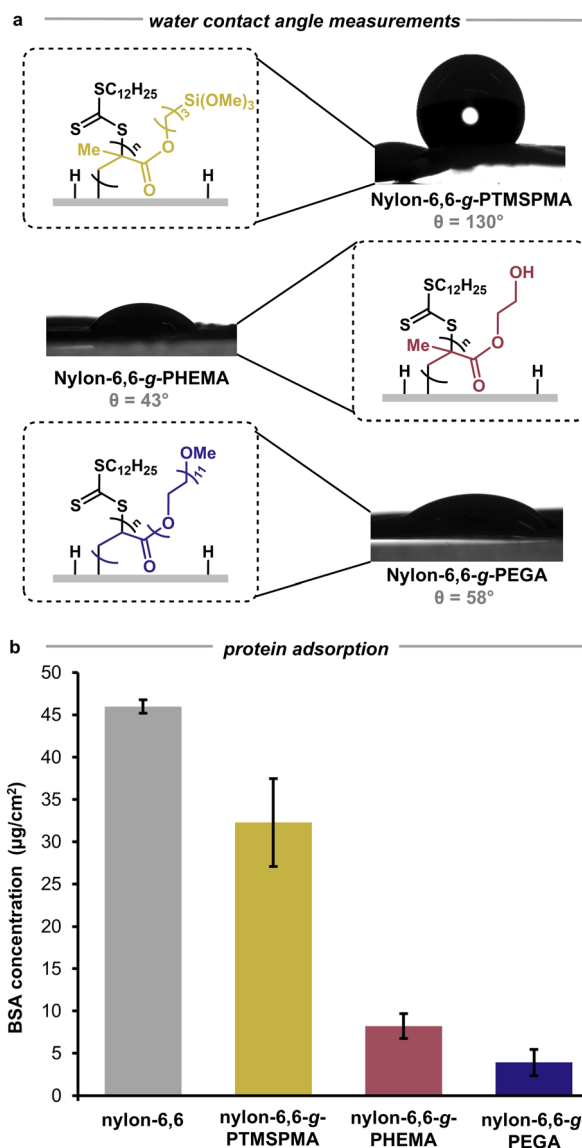 a
water contact angle measurements
SC₁₂H₂₅
S
S
Si(OMe)₃
3
n
Me
O
O
H
H
Nylon-6,6-g-PTMSPMA
θ = 130°
SC₁₂H₂₅
S
S
OH
n
Me
O
O
H
H
Nylon-6,6-g-PHEMA
θ = 43°
SC₁₂H₂₅
S
S
OMe
11
n
O
O
H
H
Nylon-6,6-g-PEGA
θ = 58°
b
protein adsorption
BSA concentration (µg/cm²)
50
45
40
35
30
25
20
15
10
5
0
nylon-6,6
nylon-6,6-g-
PTMSPMA
nylon-6,6-g-
PHEMA
nylon-6,6-g
PEGA